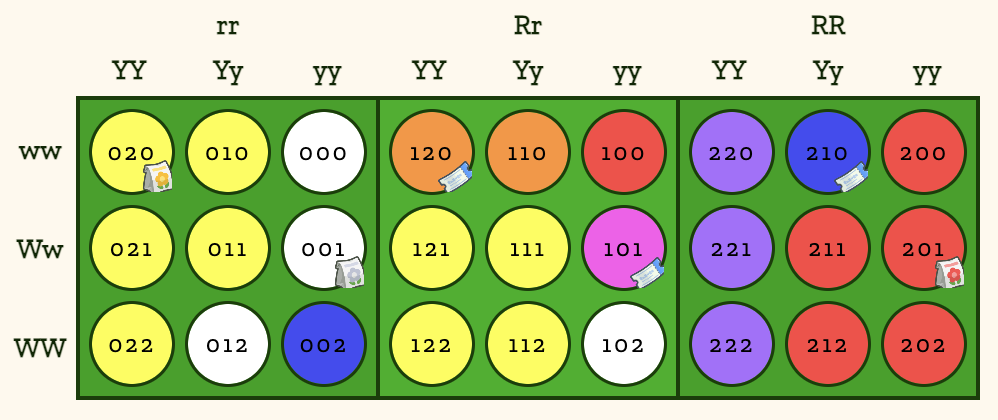 rr Rr RR
YY Yy yy YY Yy yy YY Yy yy
ww 020 010 000 120 110 100 220 210 200
Ww 021 011 001 121 111 101 221 211 201
WW 022 012 002 122 112 102 222 212 202